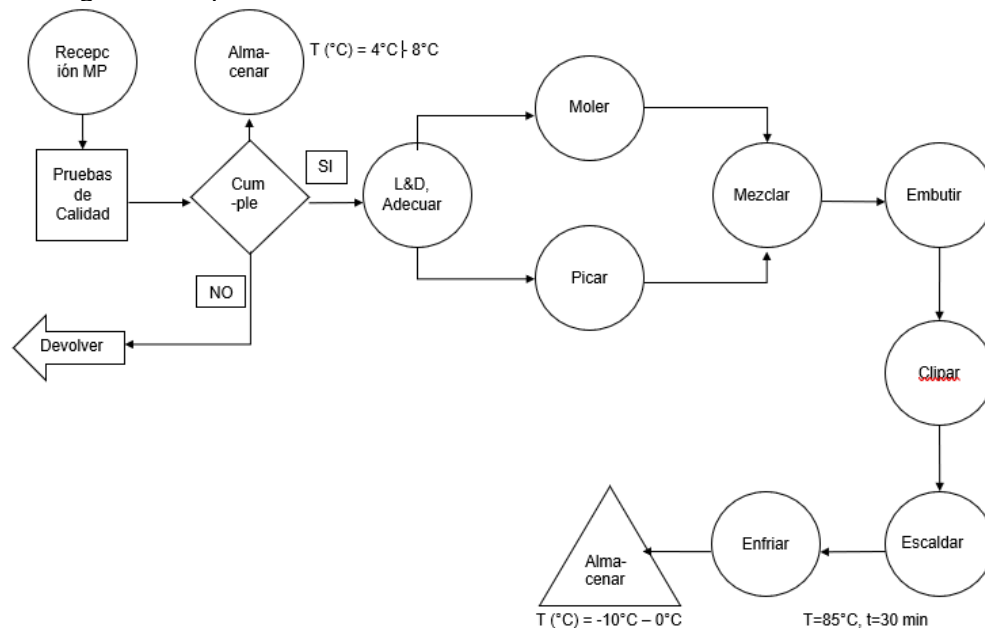 Recepc
ión MP
Alma-
cenar
T (°C) = 4°C - 8°C
Moler
Pruebas
de
Calidad
Cum
-ple
SI
L&D,
Adecuar
Mezclar
Embutir
NO
Picar
Devolver
Clipar
Alma-
cenar
Enfriar
Escaldar
T (°C) = -10°C – 0°C
T=85°C, t=30 min